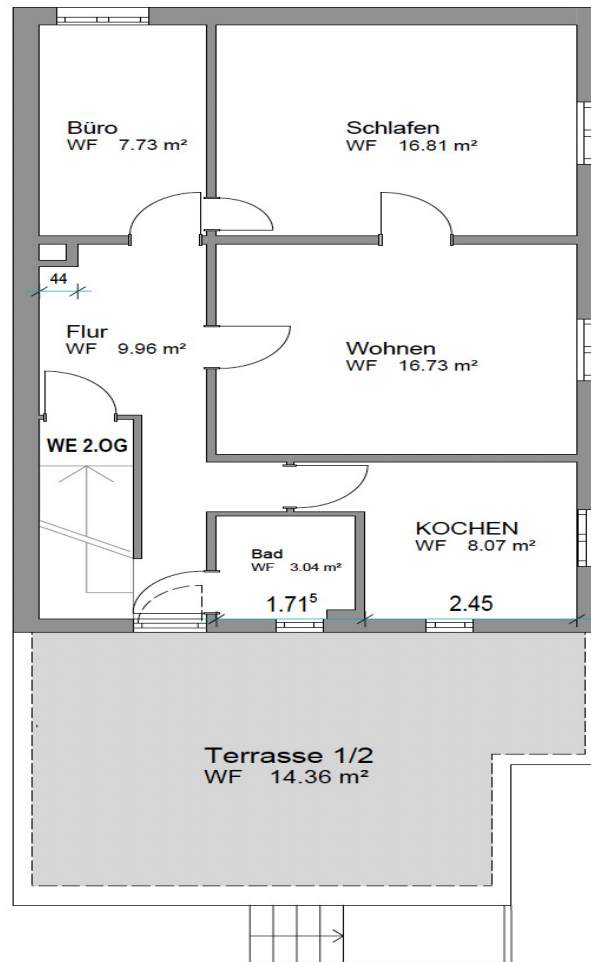 Büro
WF 7.73 m²
Schlafen
WF 16.81 m²
44
Flur
WF 9.96 m²
Wohnen
WF 16.73 m²
WE 2.OG
KOCHEN
WF 8.07 m²
Bad
WF 3.04 m²
1.71⁵
2.45
Terrasse 1/2
WF 14.36 m²